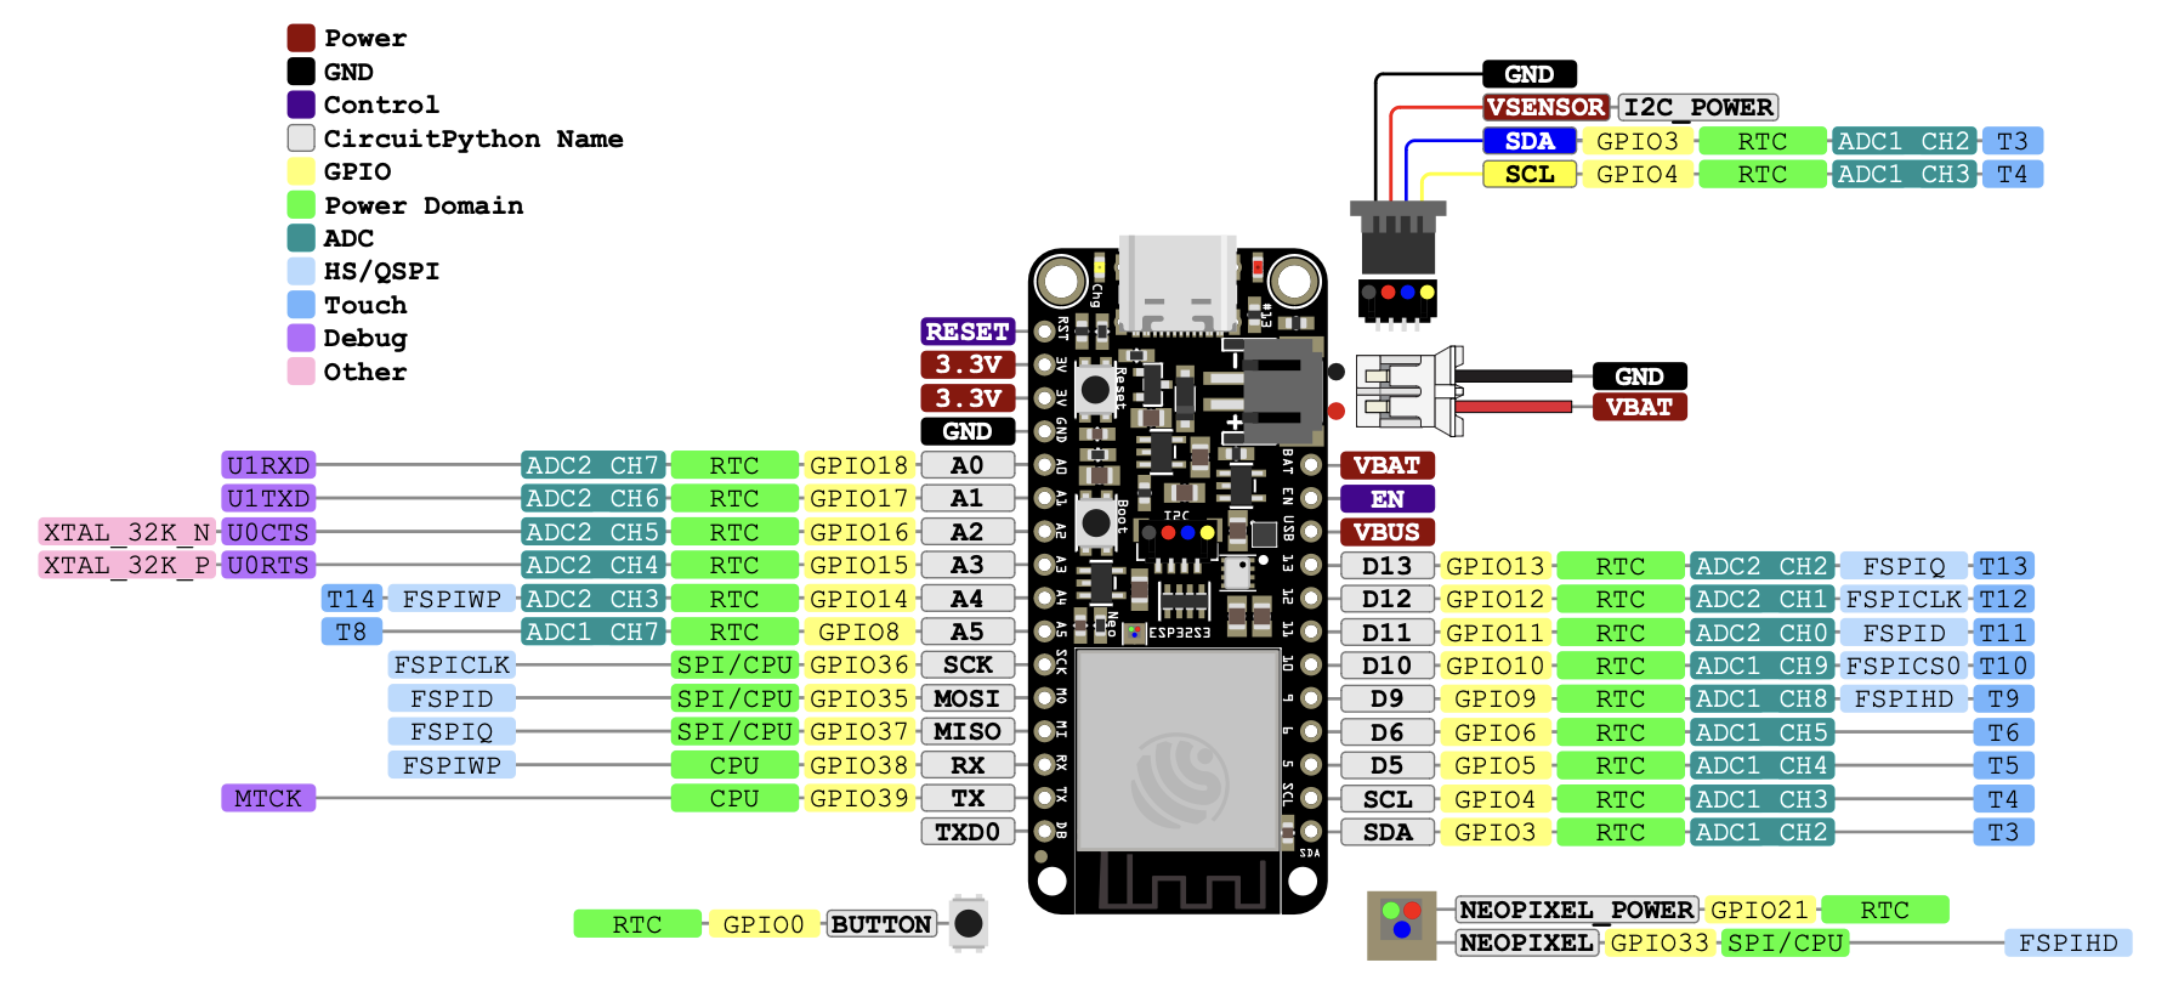 Power
GND
Control
CircuitPython Name
GPIO
Power Domain
ADC
HS/QSPI
Touch
Debug
Other
GND
VSENSOR I2C_POWER
SDA GPIO3 RTC ADC1 CH2 T3
SCL GPIO4 RTC ADC1 CH3 T4
GND
VBAT
RESET
3.3V
3.3V
GND
U1RXD ADC2 CH7 RTC GPIO18 A0
U1TXD ADC2 CH6 RTC GPIO17 A1
XTAL_32K_N U0CTS ADC2 CH5 RTC GPIO16 A2
XTAL_32K_P U0RTS ADC2 CH4 RTC GPIO15 A3
T14 FSPIWP ADC2 CH3 RTC GPIO14 A4
T8 ADC1 CH7 RTC GPIO8 A5
FSPICLK SPI/CPU GPIO36 SCK
FSPID SPI/CPU GPIO35 MOSI
FSPIQ SPI/CPU GPIO37 MISO
FSPIWP CPU GPIO38 RX
MTCK CPU GPIO39 TX
TXD0
Chg
#13
RST
3V
3V
GND
A0
A1
A2
A3
A4
A5
SCK
MO
MI
RX
TX
DB
Reset
Boot
I2C
Neo
ESP32S3
-
+
BAT
EN
USB
13
12
11
10
9
6
5
SCL
SDA
VBAT
EN
VBUS
D13 GPIO13 RTC ADC2 CH2 FSPIQ T13
D12 GPIO12 RTC ADC2 CH1 FSPICLK T12
D11 GPIO11 RTC ADC2 CH0 FSPID T11
D10 GPIO10 RTC ADC1 CH9 FSPICS0 T10
D9 GPIO9 RTC ADC1 CH8 FSPIHD T9
D6 GPIO6 RTC ADC1 CH5 T6
D5 GPIO5 RTC ADC1 CH4 T5
SCL GPIO4 RTC ADC1 CH3 T4
SDA GPIO3 RTC ADC1 CH2 T3
RTC GPIO0 BUTTON
NEOPIXEL_POWER GPIO21 RTC
NEOPIXEL GPIO33 SPI/CPU FSPIHD